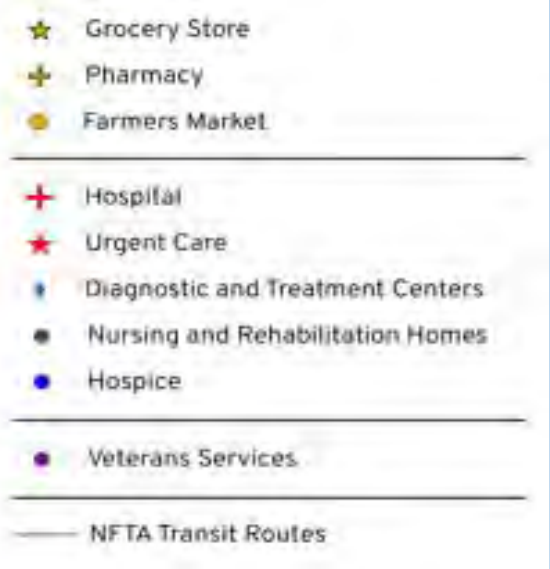 Grocery Store
Pharmacy
Farmers Market
Hospital
Urgent Care
Diagnostic and Treatment Centers
Nursing and Rehabilitation Homes
Hospice
Veterans Services
NFTA Transit Routes